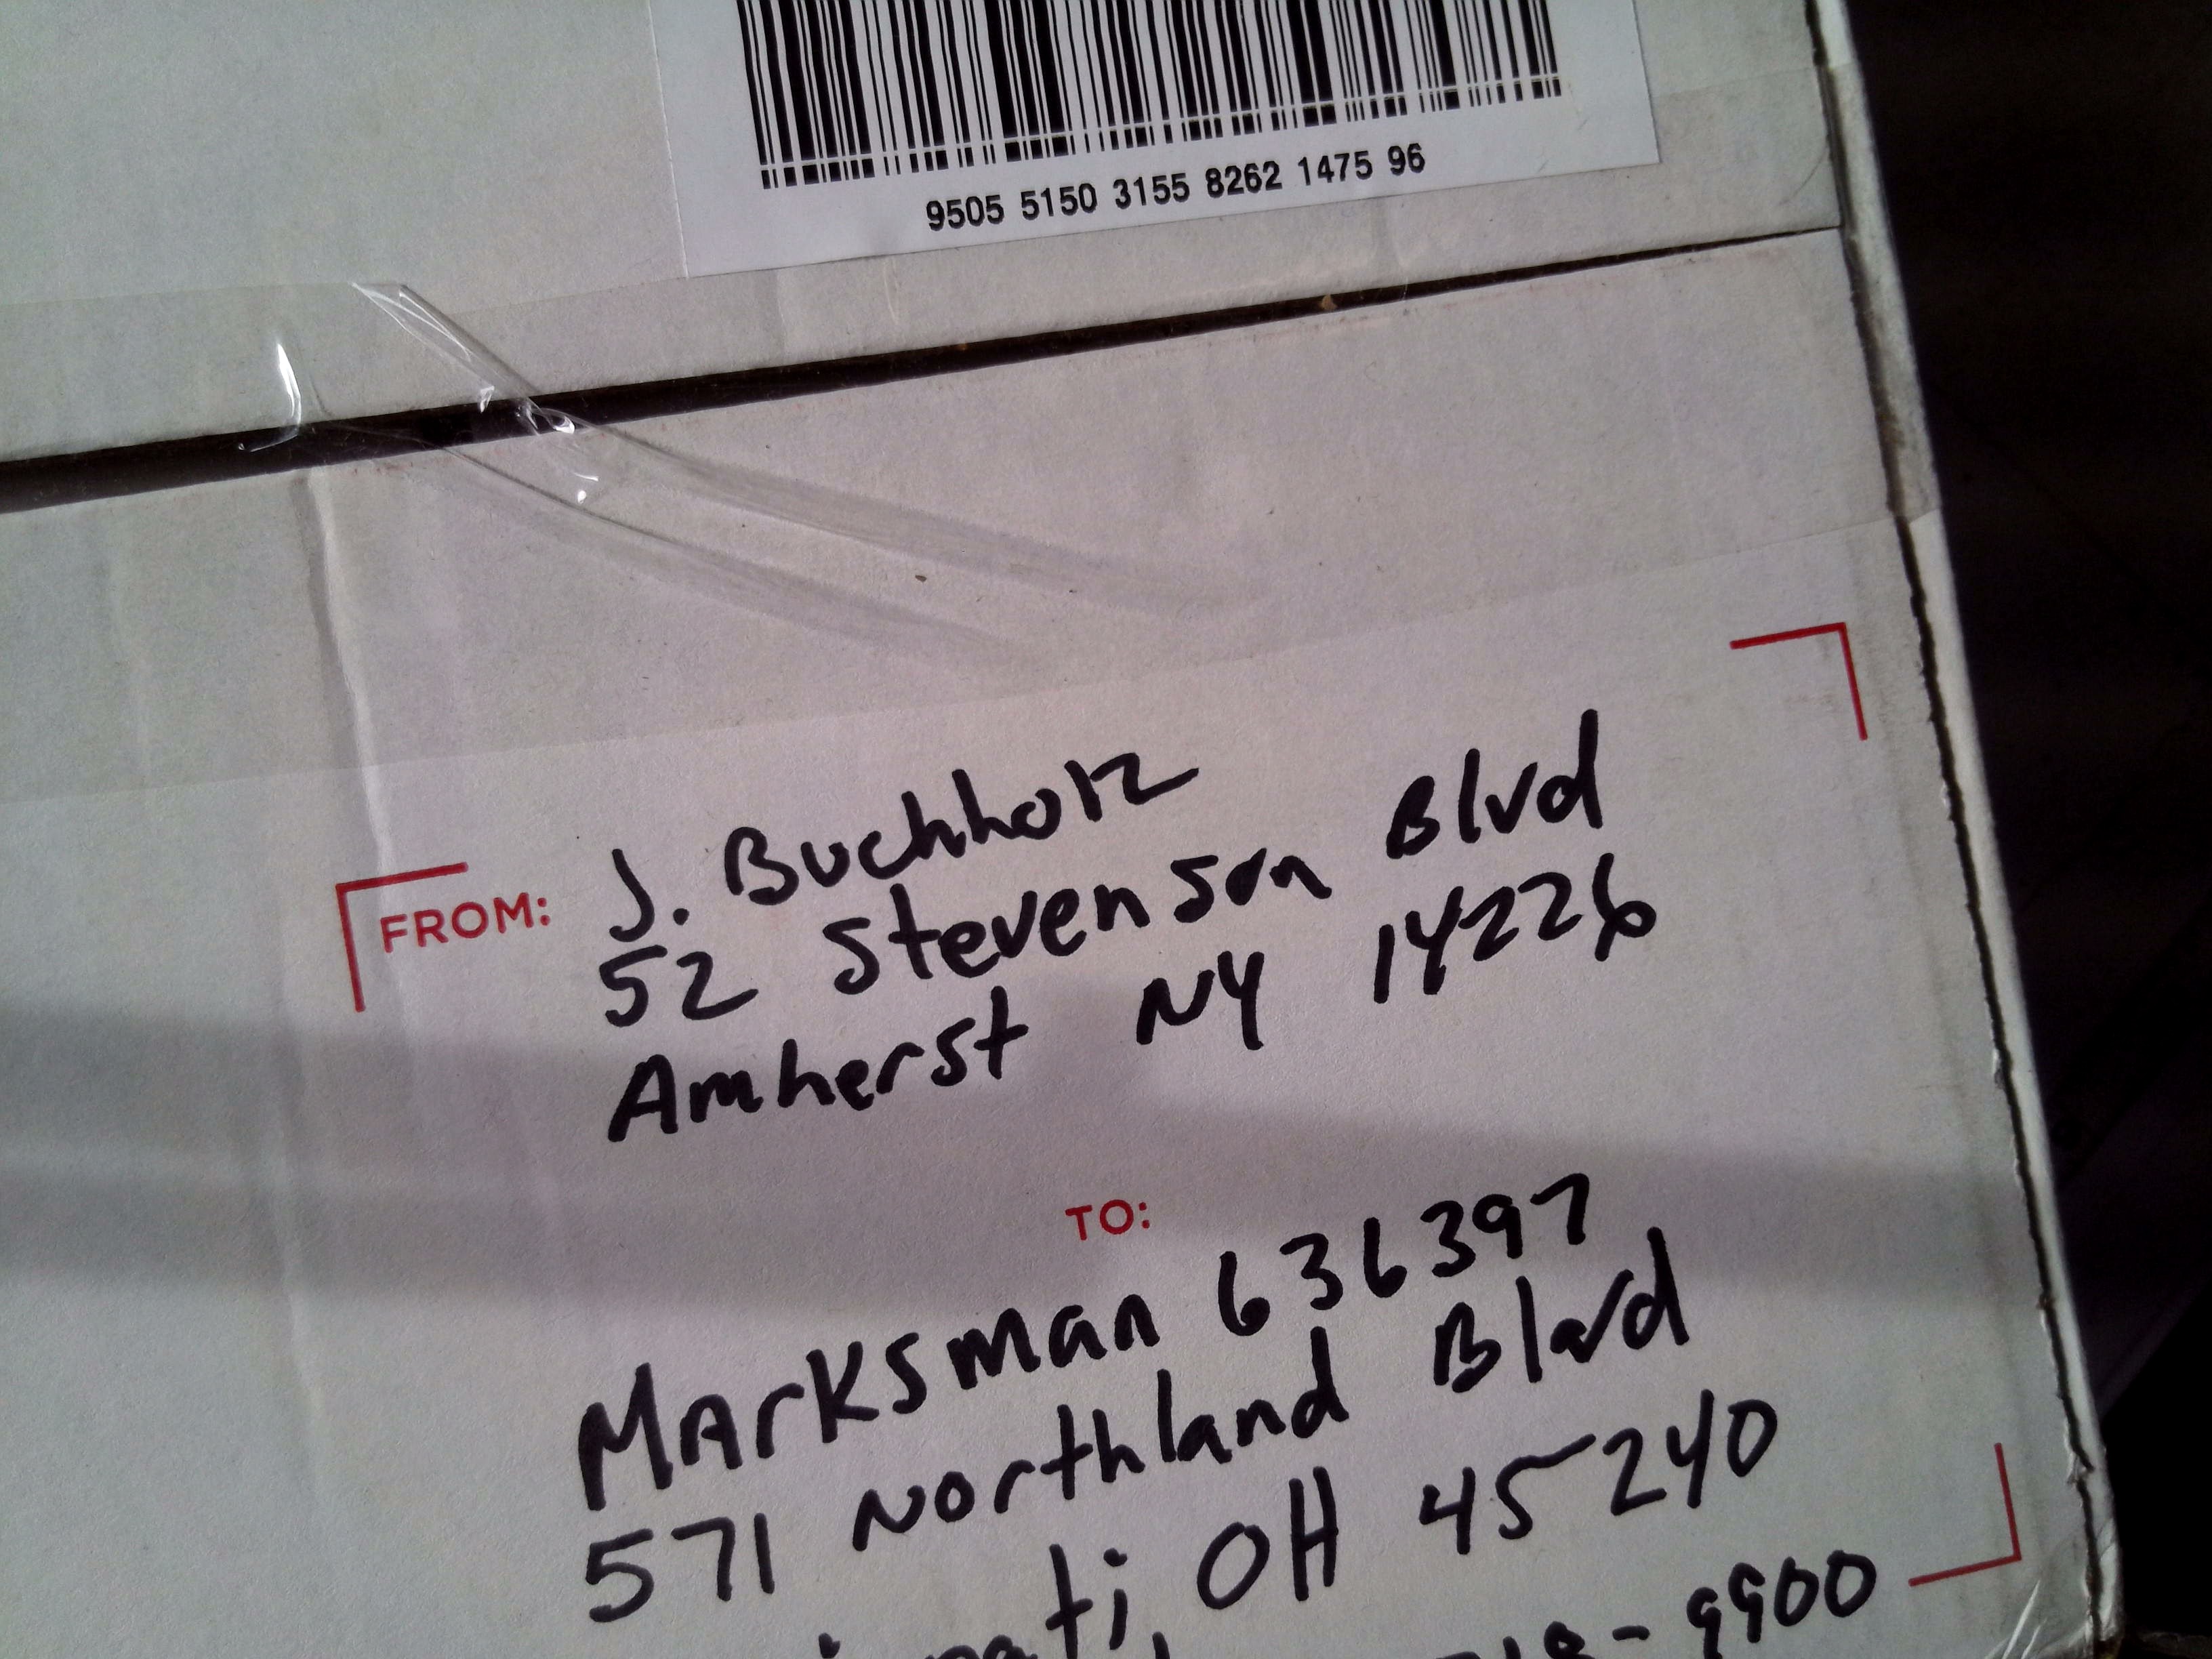 9505 5150 3155 8262 1475 96
FROM:
J. Buchholz
52 Stevenson Blvd
Amherst NY 14226
TO:
Marksman 636397
571 Northland Blvd
OH 45240
-9900